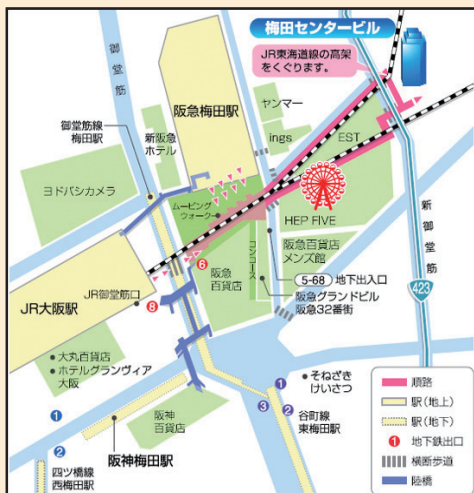 梅田センタービル
JR東海道線の高架
をくぐります。
御
堂
筋
阪急梅田駅
ヤンマー
ings
EST
御堂筋線
梅田駅
新阪急
ホテル
ヨドバシカメラ
ムービング
ウォーク
HEP FIVE
新
御
堂
筋
423
阪急百貨店
メンズ館
6
阪急
百貨店
コンコース
5-68 地下出入口
阪急グランドビル
阪急32番街
JR大阪駅
JR御堂筋口
8
大丸百貨店
ホテルグランヴィア
大阪
そねざき
けいさつ
1
3
2
谷町線
東梅田駅
阪神
百貨店
阪神梅田駅
1
2
四ツ橋線
西梅田駅
順路
駅(地上)
駅(地下)
1 地下鉄出口
横断歩道
陸橋